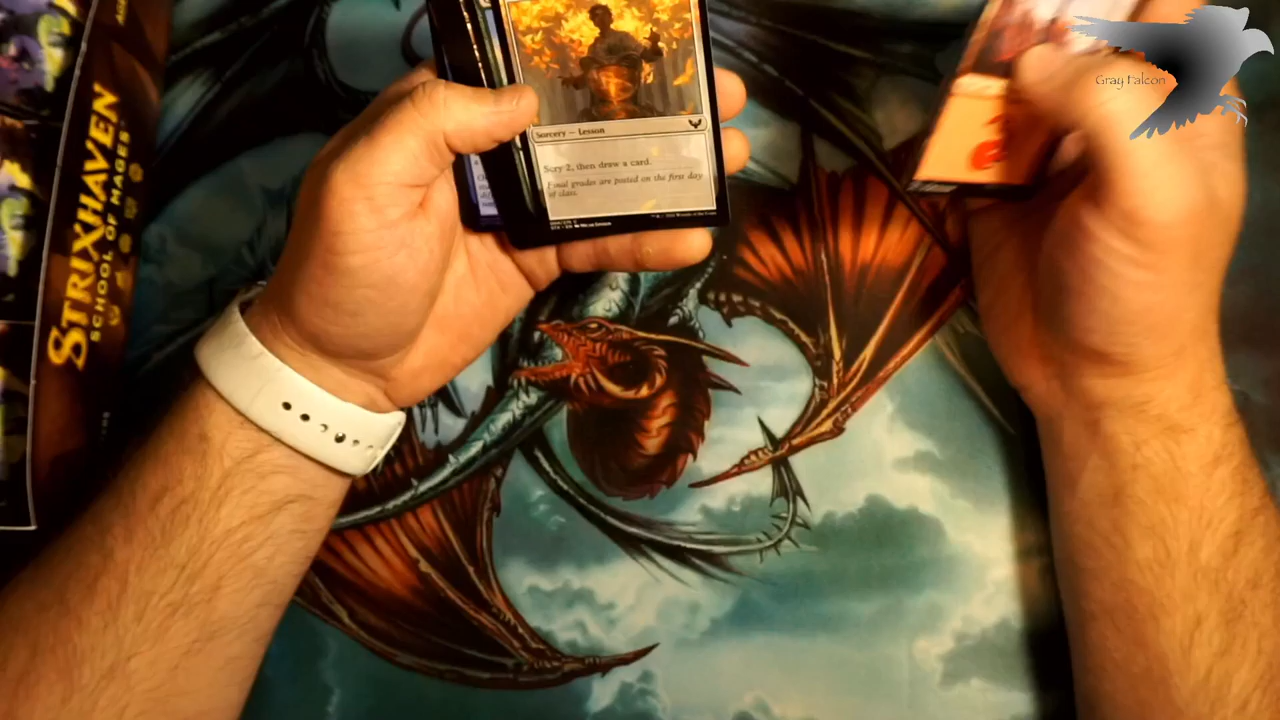 STRIXHAVEN
SCHOOL OF MAGES
Sorcery — Lesson
Scry 2, then draw a card.
Final grades are posted on the first day
of class.
Gray Falcon